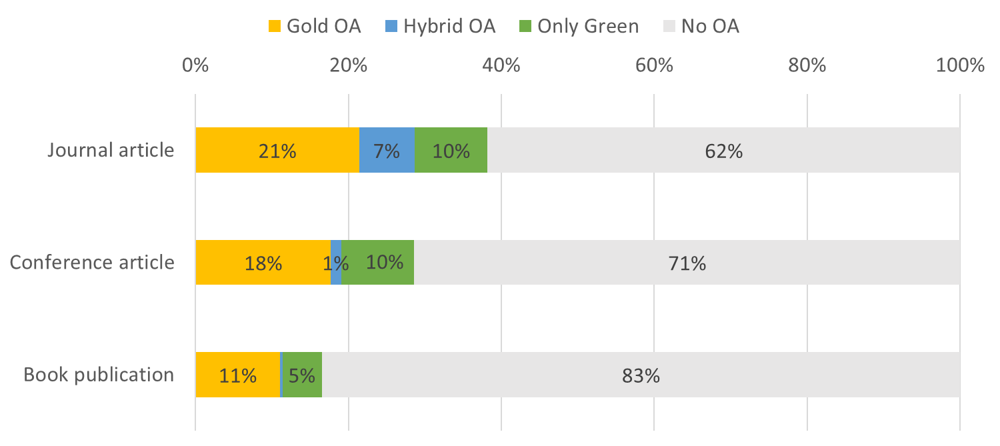 Gold OA Hybrid OA Only Green No OA
0% 20% 40% 60% 80% 100%
Journal article 21% 7% 10% 62%
Conference article 18% 1% 10% 71%
Book publication 11% 5% 83%